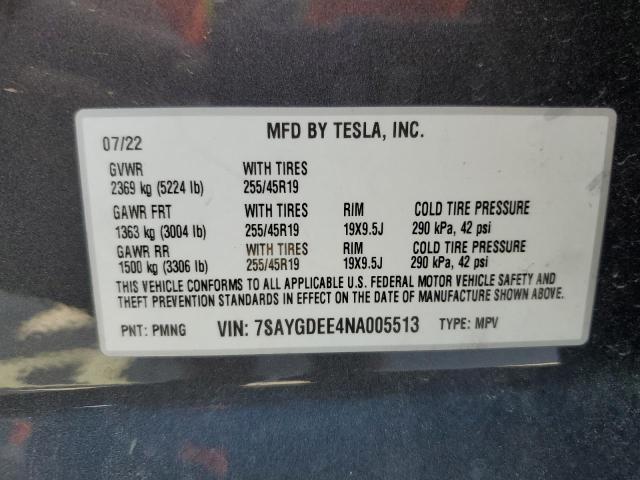 07/22 MFD BY TESLA, INC.
GVWR WITH TIRES
2369 kg (5224 lb) 255/45R19
GAWR FRT WITH TIRES RIM COLD TIRE PRESSURE
1363 kg (3004 lb) 255/45R19 19X9.5J 290 kPa, 42 psi
GAWR RR WITH TIRES RIM COLD TIRE PRESSURE
1500 kg (3306 lb) 255/45R19 19X9.5J 290 kPa, 42 psi
THIS VEHICLE CONFORMS TO ALL APPLICABLE U.S. FEDERAL MOTOR VEHICLE SAFETY AND
THEFT PREVENTION STANDARDS IN EFFECT ON THE DATE OF MANUFACTURE SHOWN ABOVE.
PNT: PMNG VIN: 7SAYGDEE4NA005513 TYPE: MPV